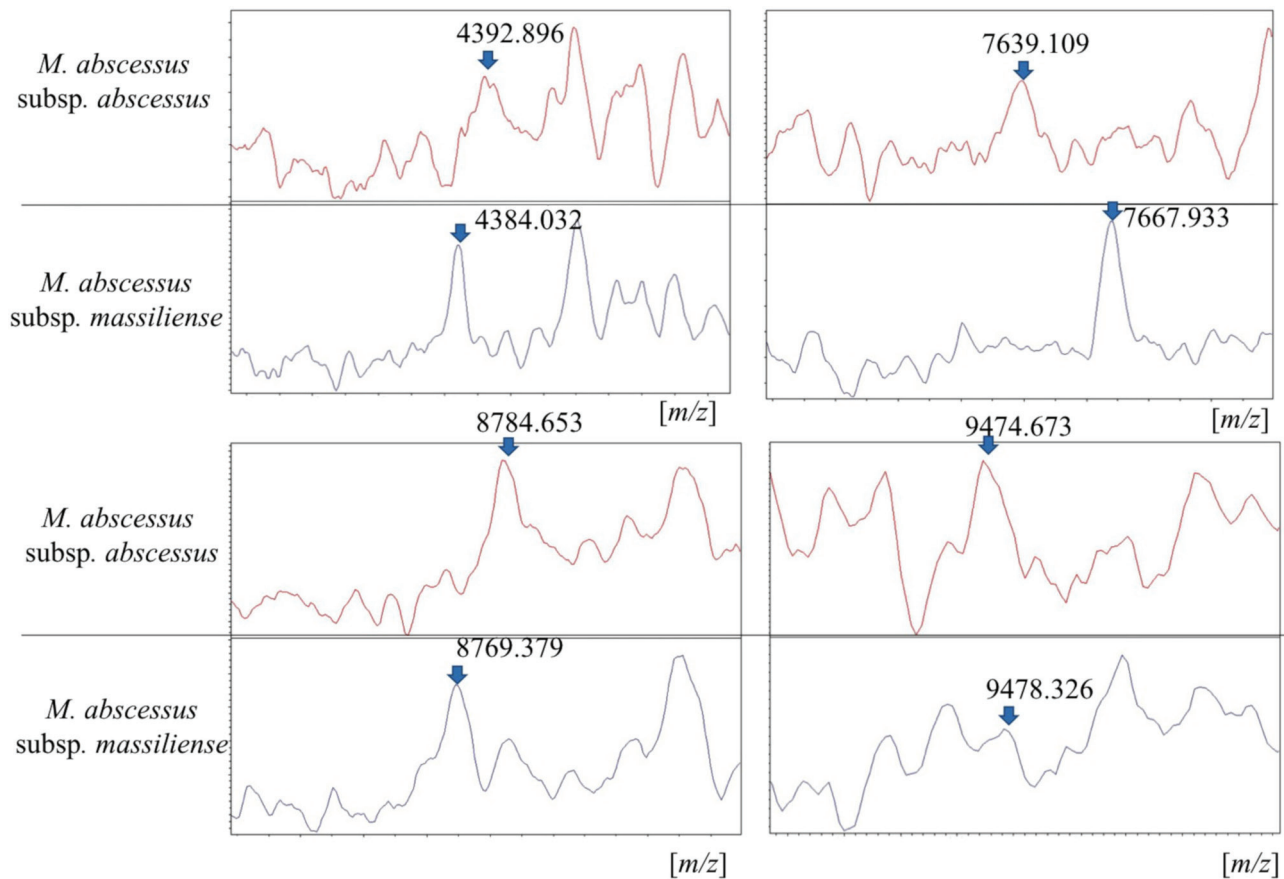 4392.896
7639.109
M. abscessus
subsp. abscessus
4384.032
7667.933
M. abscessus
subsp. massiliense
[m/z]
[m/z]
8784.653
9474.673
M. abscessus
subsp. abscessus
8769.379
9478.326
M. abscessus
subsp. massiliense
[m/z]
[m/z]